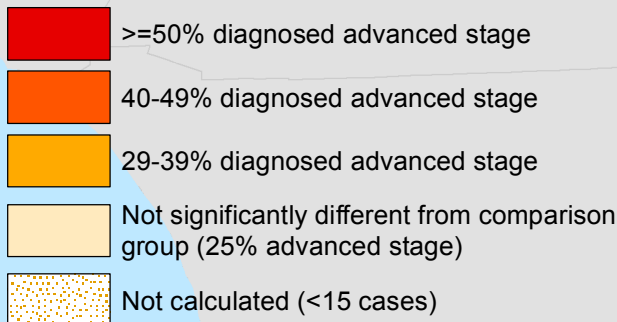 >=50% diagnosed advanced stage
40-49% diagnosed advanced stage
29-39% diagnosed advanced stage
Not significantly different from comparison
group (25% advanced stage)
Not calculated (<15 cases)